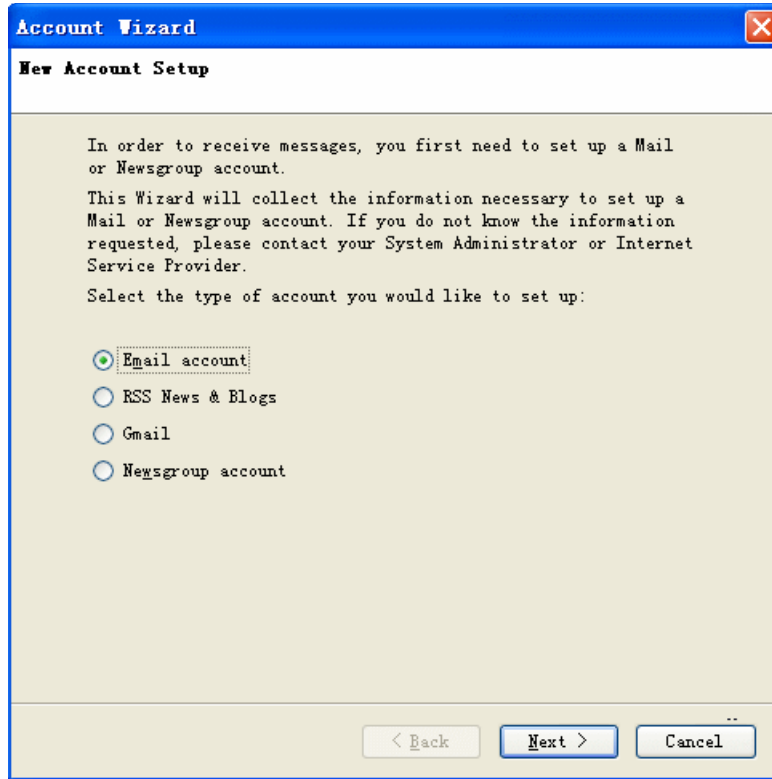 Account Wizard
New Account Setup
In order to receive messages, you first need to set up a Mail
or Newsgroup account.
This Wizard will collect the information necessary to set up a
Mail or Newsgroup account. If you do not know the information
requested, please contact your System Administrator or Internet
Service Provider.
Select the type of account you would like to set up:
Email account
RSS News & Blogs
Gmail
Newsgroup account
< Back
Next >
Cancel